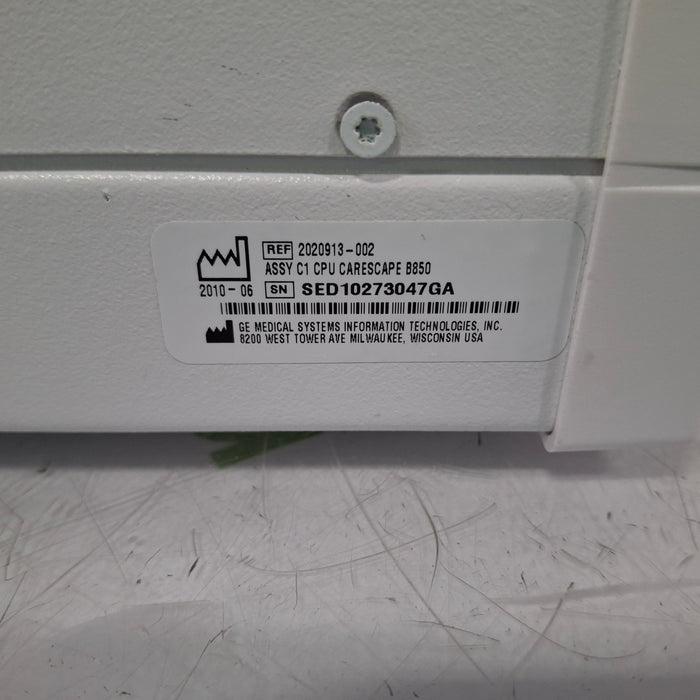 REF 2020913-002
ASSY C1 CPU CARESCAPE B850
2010-06 SN SED10273047GA
GE MEDICAL SYSTEMS INFORMATION TECHNOLOGIES, INC.
8200 WEST TOWER AVE MILWAUKEE, WISCONSIN USA